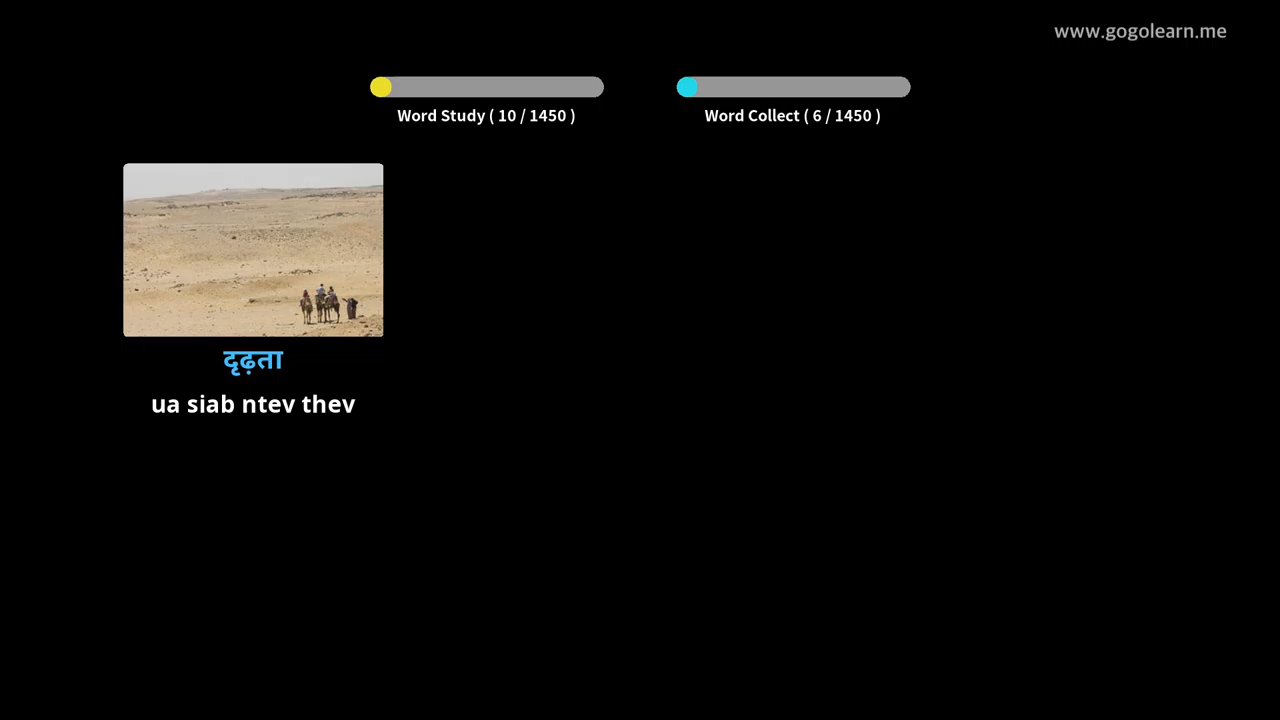 www.gogolearn.me
Word Study ( 10 / 1450 )
Word Collect ( 6 / 1450 )
दृढ़ता
ua siab ntev thev